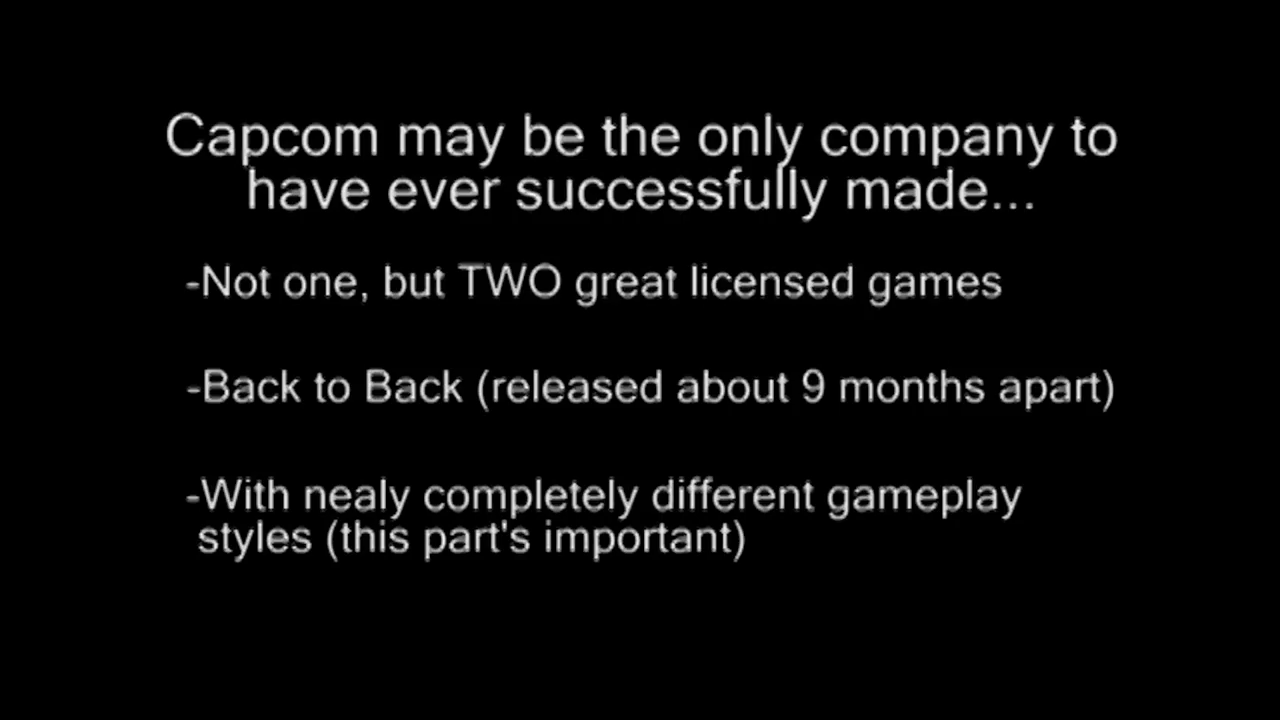 Capcom may be the only company to
have ever successfully made...
-Not one, but TWO great licensed games
-Back to Back (released about 9 months apart)
-With nealy completely different gameplay
styles (this part's important)